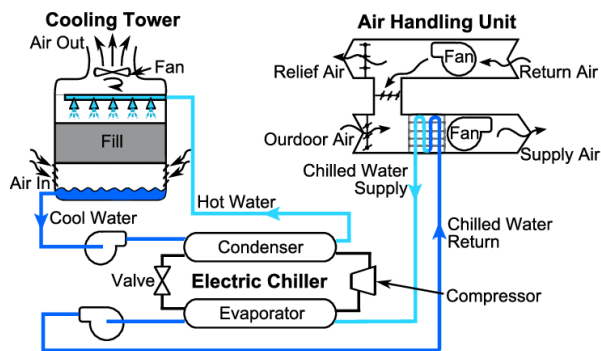 Cooling Tower
Air Out
Fan
Fill
Air In
Cool Water
Hot Water
Condenser
Valve
Electric Chiller
Evaporator
Compressor
Air Handling Unit
Fan
Relief Air
Return Air
Ourdoor Air
Fan
Supply Air
Chilled Water
Supply
Chilled Water
Return